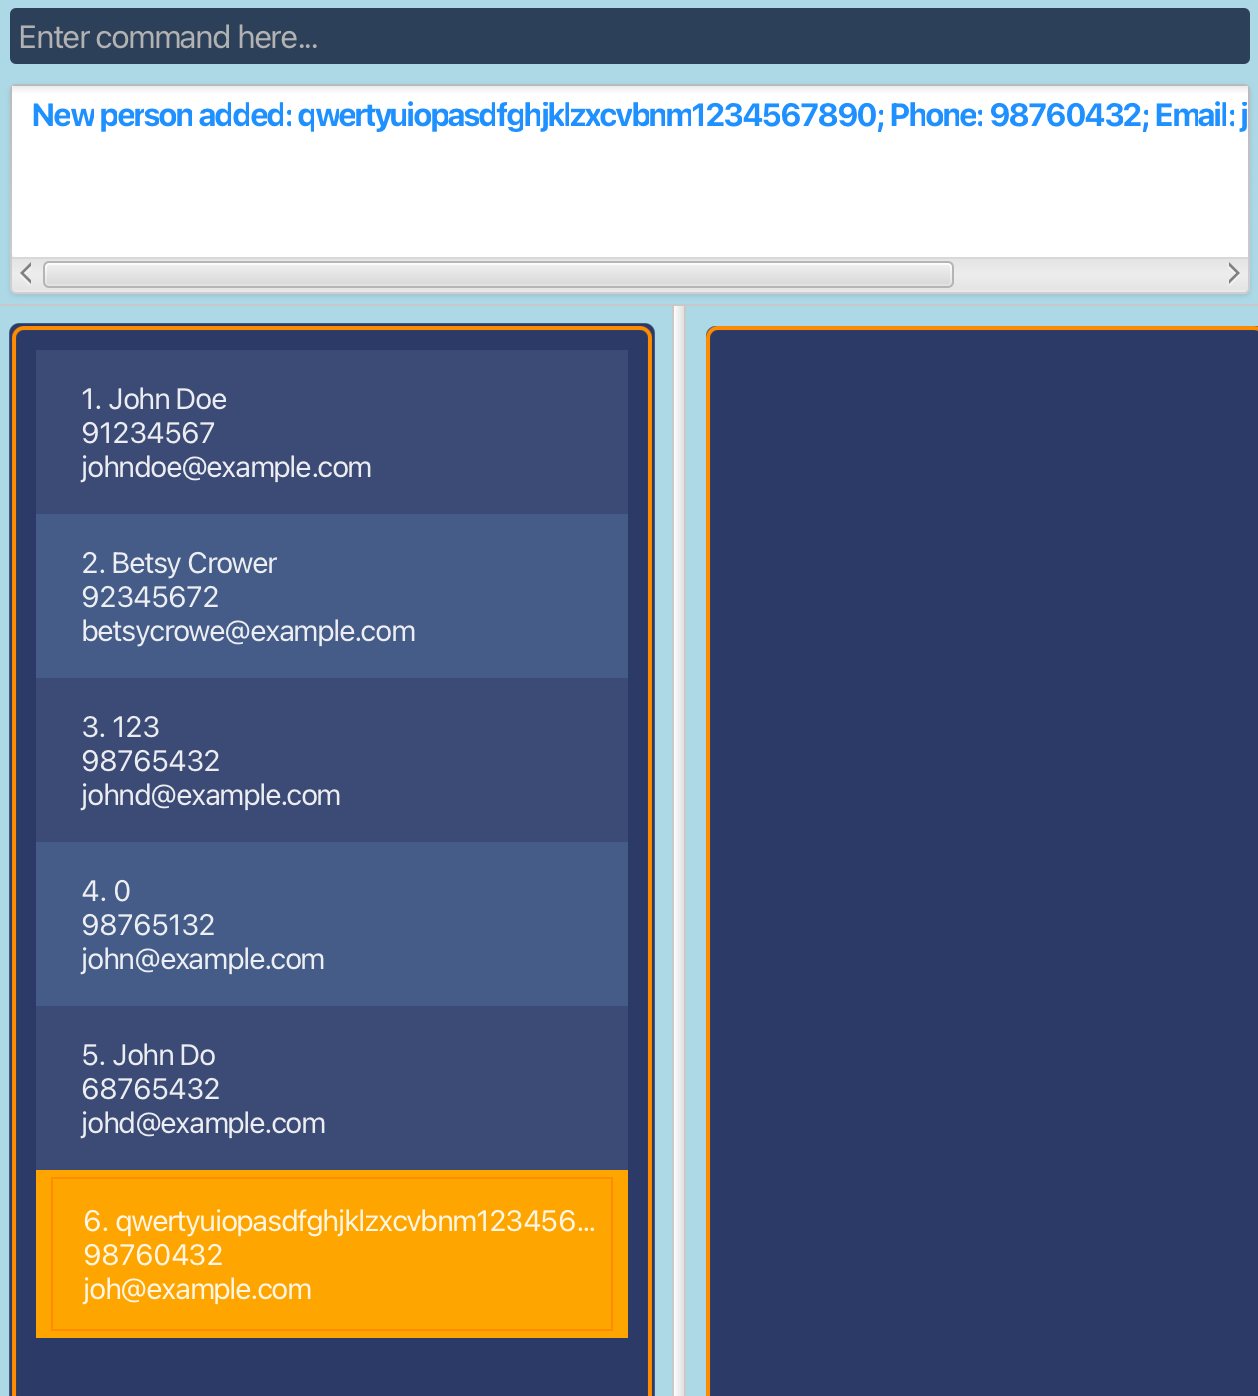 Enter command here...
New person added: qwertyuiopasdfghjklzxcvbnm1234567890; Phone: 98760432; Email: j
1. John Doe
91234567
johndoe@example.com
2. Betsy Crower
92345672
betsycrowe@example.com
3. 123
98765432
johnd@example.com
4. 0
98765132
john@example.com
5. John Do
68765432
johd@example.com
6. qwertyuiopasdfghjklzxcvbnm123456...
98760432
joh@example.com